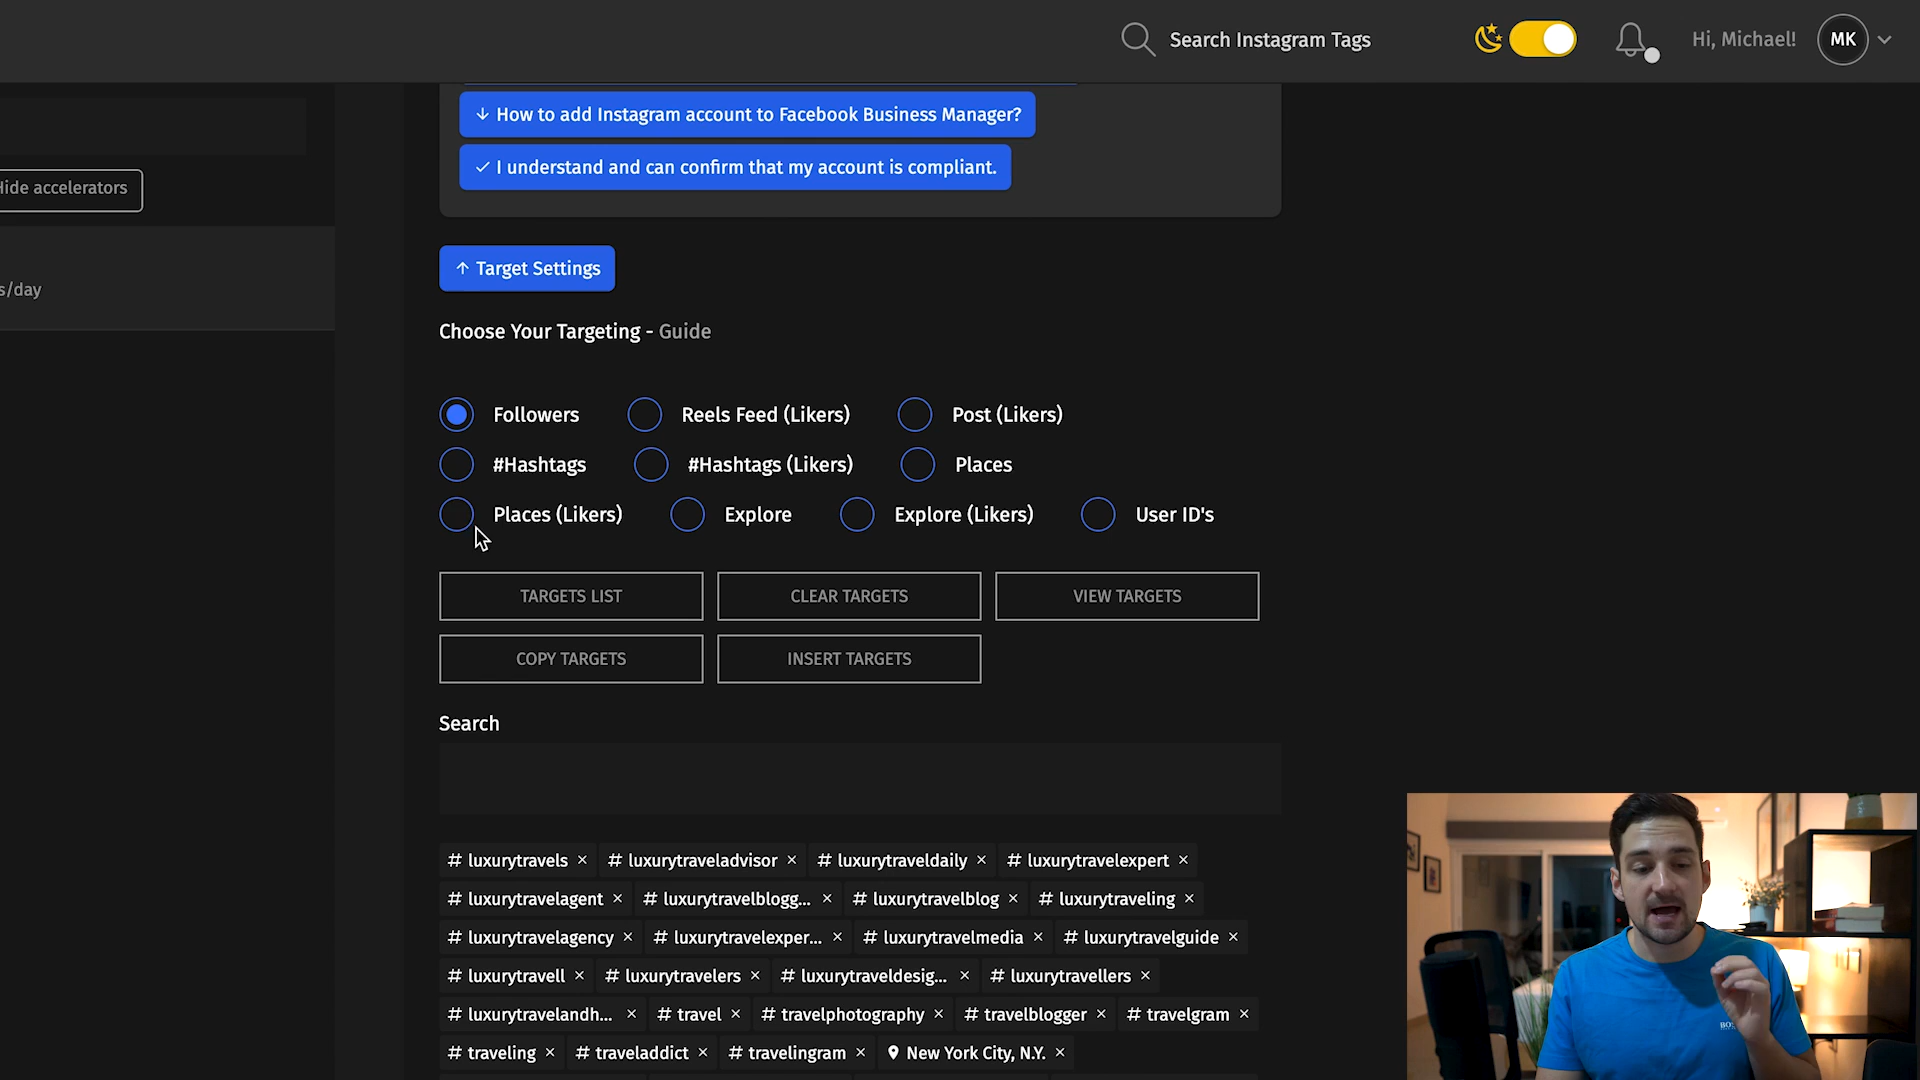 Search Instagram Tags
Hi, Michael!
MK
How to add Instagram account to Facebook Business Manager?
I understand and can confirm that my account is compliant.
Hide accelerators
s/day
Target Settings
Choose Your Targeting - Guide
Followers Reels Feed (Likers) Post (Likers)
#Hashtags #Hashtags (Likers) Places
Places (Likers) Explore Explore (Likers) User ID's
TARGETS LIST CLEAR TARGETS VIEW TARGETS
COPY TARGETS INSERT TARGETS
Search
# luxurytravels × # luxurytraveladvisor × # luxurytraveldaily × # luxurytravelexpert ×
# luxurytravelagent × # luxurytravelblogg... × # luxurytravelblog × # luxurytraveling ×
# luxurytravelagency × # luxurytravelexper... × # luxurytravelmedia × # luxurytravelguide ×
# luxurytravell × # luxurytravelers × # luxurytraveldesig... × # luxurytravellers ×
# luxurytravelandh... × # travel × # travelphotography × # travelblogger × # travelgram ×
# traveling × # traveladdict × # travelingram × New York City, N.Y. ×